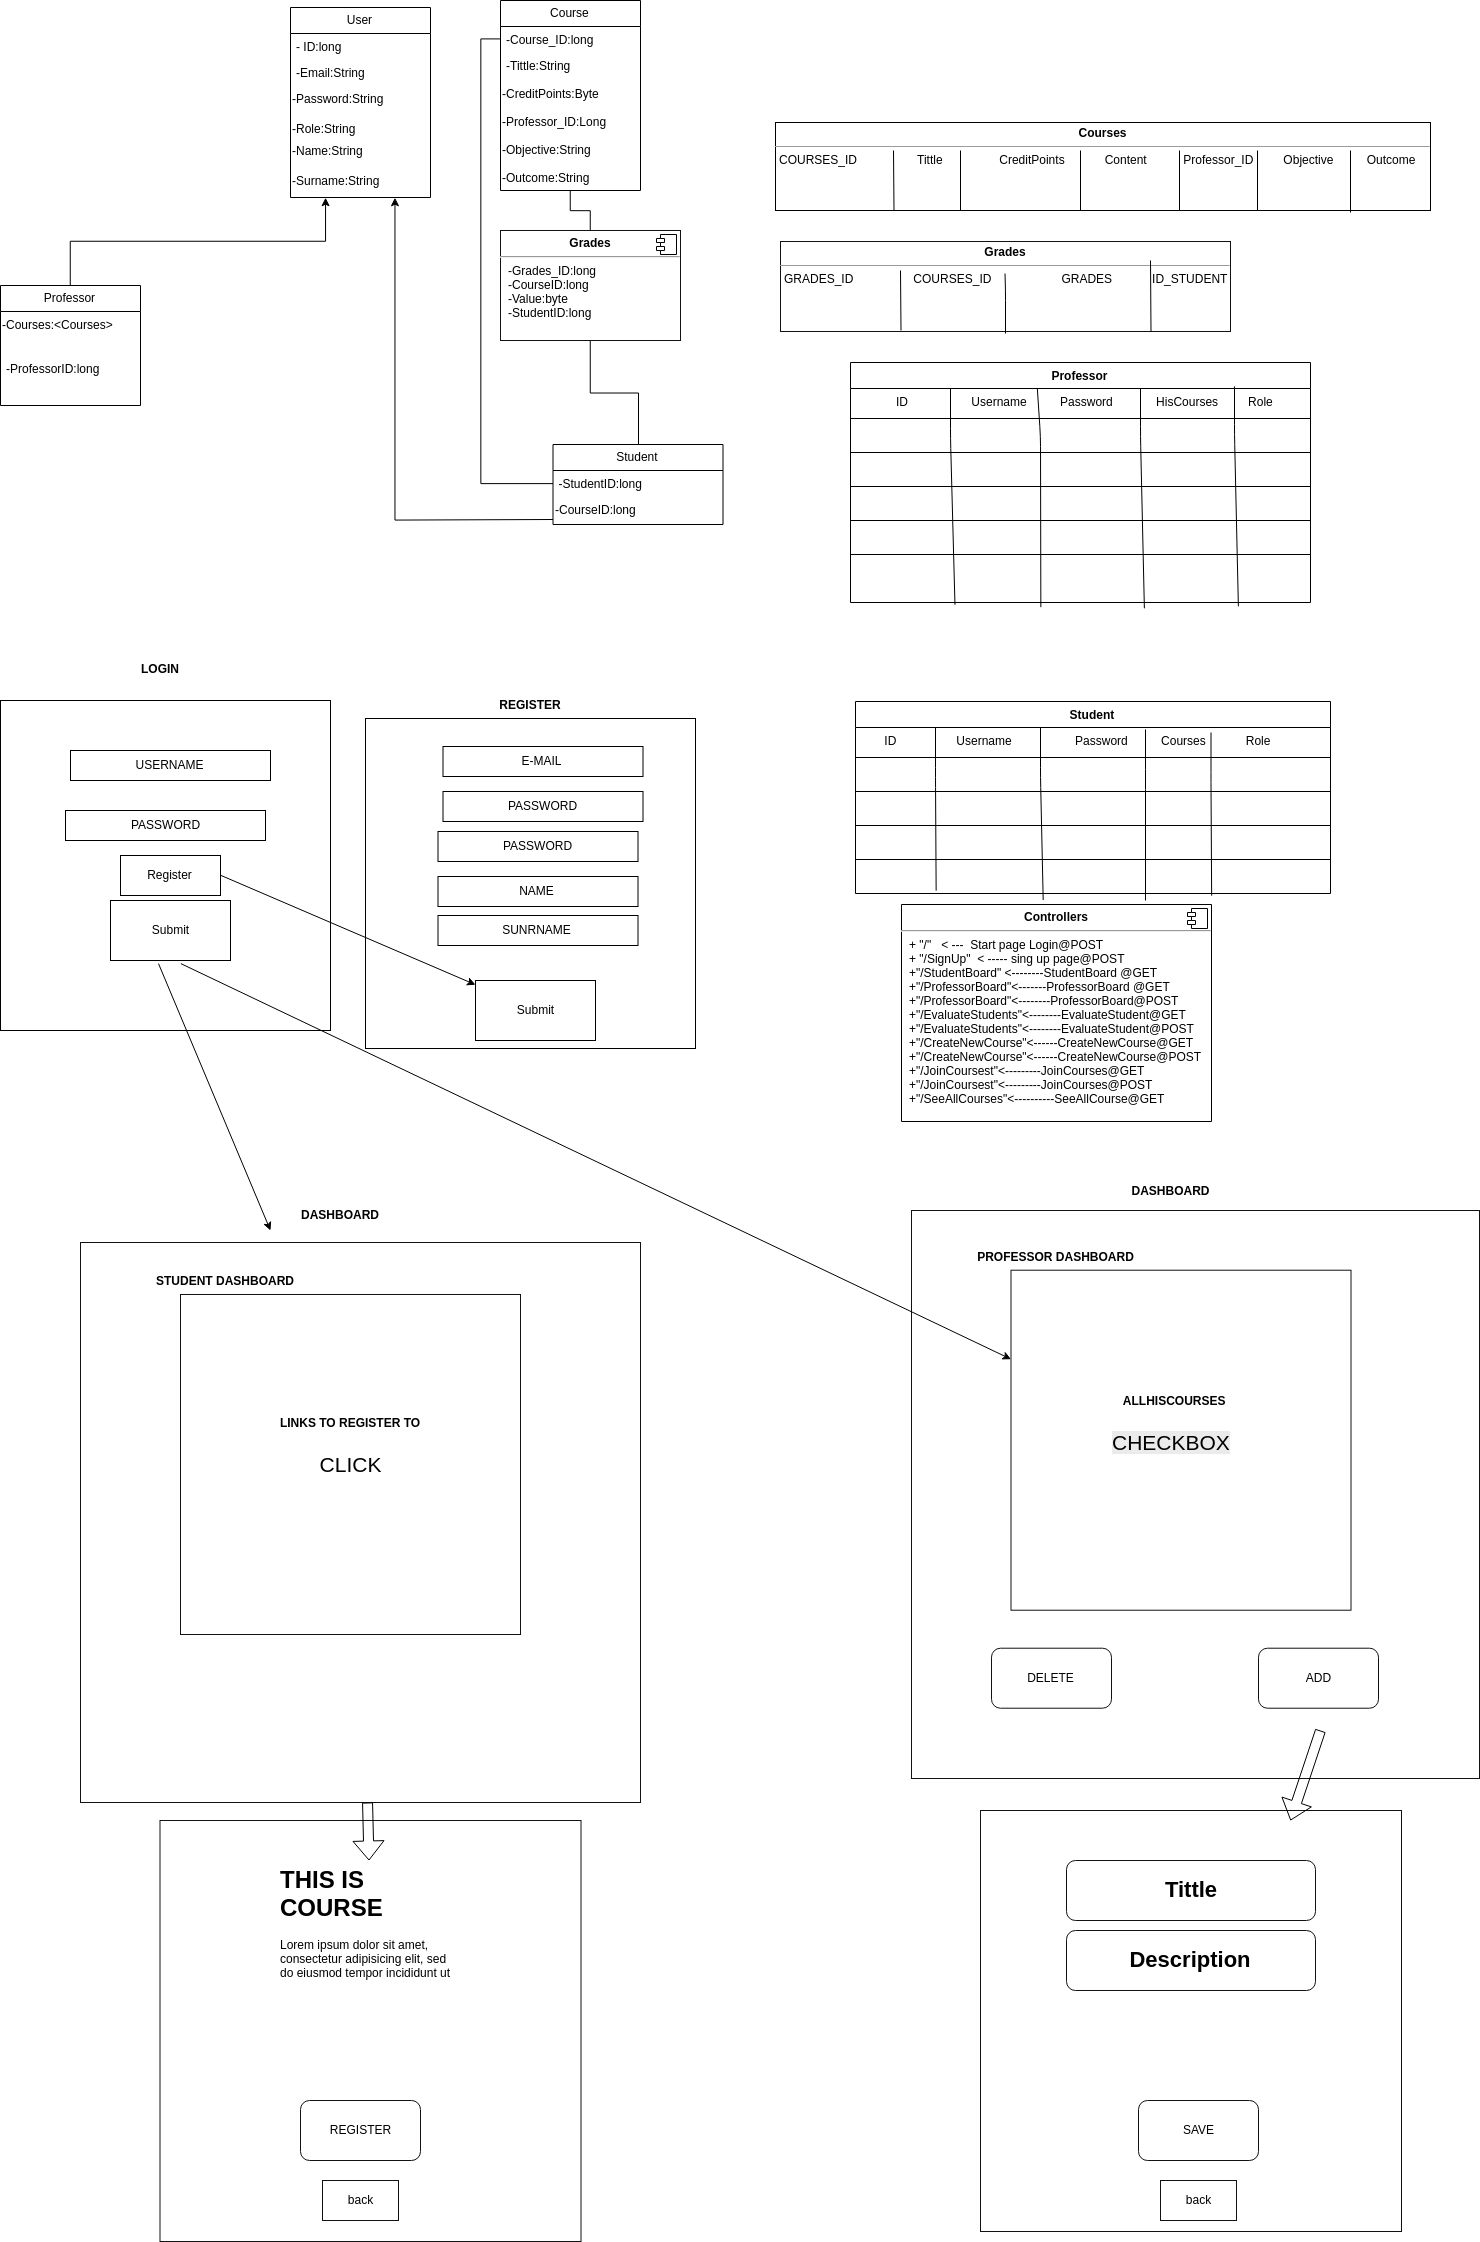 User
- ID:long
-Email:String
-Password:String
-Role:String
-Name:String
-Surname:String
Course
-Course_ID:long
-Tittle:String
-CreditPoints:Byte
-Professor_ID:Long
-Objective:String
-Outcome:String
Grades
-Grades_ID:long
-CourseID:long
-Value:byte
-StudentID:long
Professor
-Courses:<Courses>
-ProfessorID:long
Student
-StudentID:long
-CourseID:long
Courses
COURSES_ID Tittle CreditPoints Content Professor_ID Objective Outcome
Grades
GRADES_ID COURSES_ID GRADES ID_STUDENT
Professor
ID Username Password HisCourses Role
LOGIN
USERNAME
PASSWORD
Register
Submit
REGISTER
E-MAIL
PASSWORD
PASSWORD
NAME
SUNRNAME
Submit
Student
ID Username Password Courses Role
Controllers
+ "/" < --- Start page Login@POST
+ "/SignUp" < ----- sing up page@POST
+"/StudentBoard" <--------StudentBoard @GET
+"/ProfessorBoard"<-------ProfessorBoard @GET
+"/ProfessorBoard"<--------ProfessorBoard@POST
+"/EvaluateStudents"<--------EvaluateStudent@GET
+"/EvaluateStudents"<--------EvaluateStudent@POST
+"/CreateNewCourse"<------CreateNewCourse@GET
+"/CreateNewCourse"<------CreateNewCourse@POST
+"/JoinCoursest"<---------JoinCourses@GET
+"/JoinCoursest"<---------JoinCourses@POST
+"/SeeAllCourses"<----------SeeAllCourse@GET
DASHBOARD
STUDENT DASHBOARD
LINKS TO REGISTER TO
CLICK
DASHBOARD
PROFESSOR DASHBOARD
ALLHISCOURSES
CHECKBOX
DELETE
ADD
THIS IS
COURSE
Lorem ipsum dolor sit amet,
consectetur adipisicing elit, sed
do eiusmod tempor incididunt ut
REGISTER
back
Tittle
Description
SAVE
back